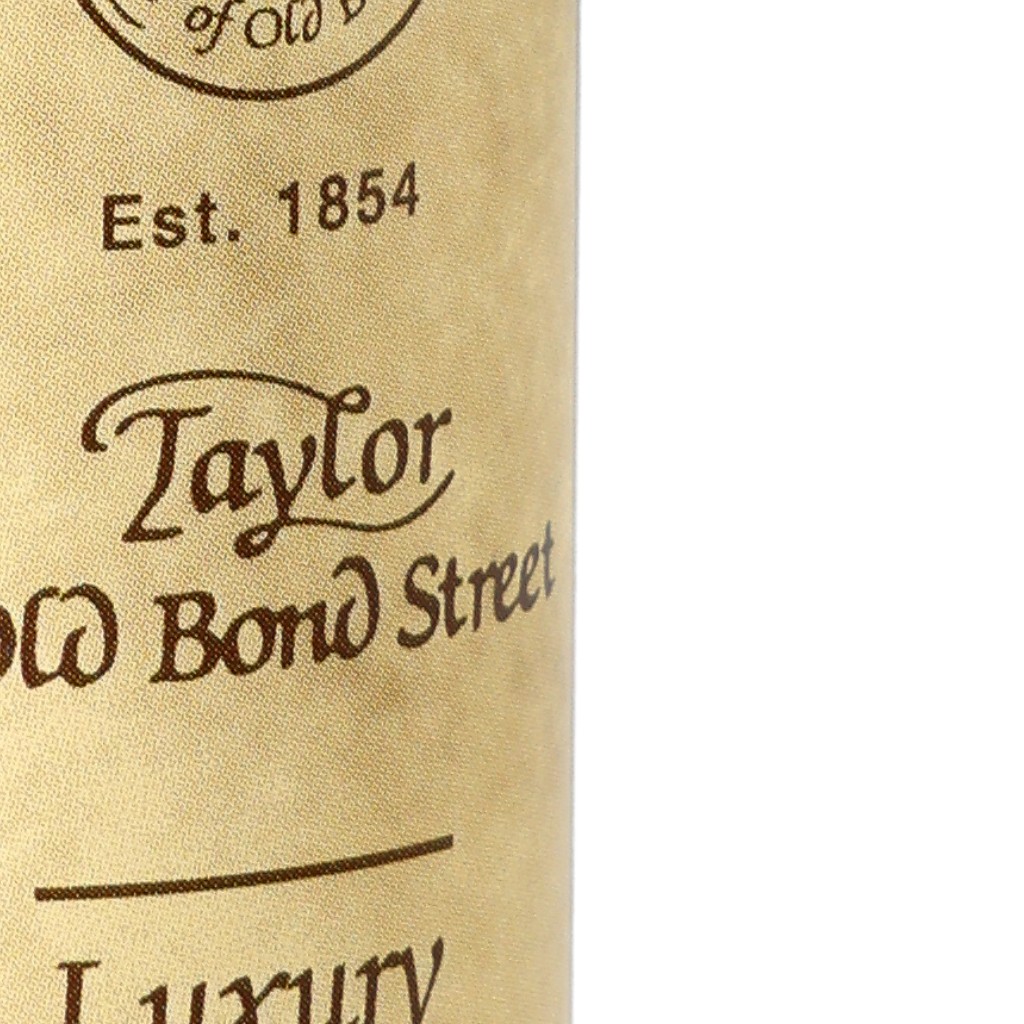 of Old B
Est. 1854
Taylor
Old Bond Street
Luxury